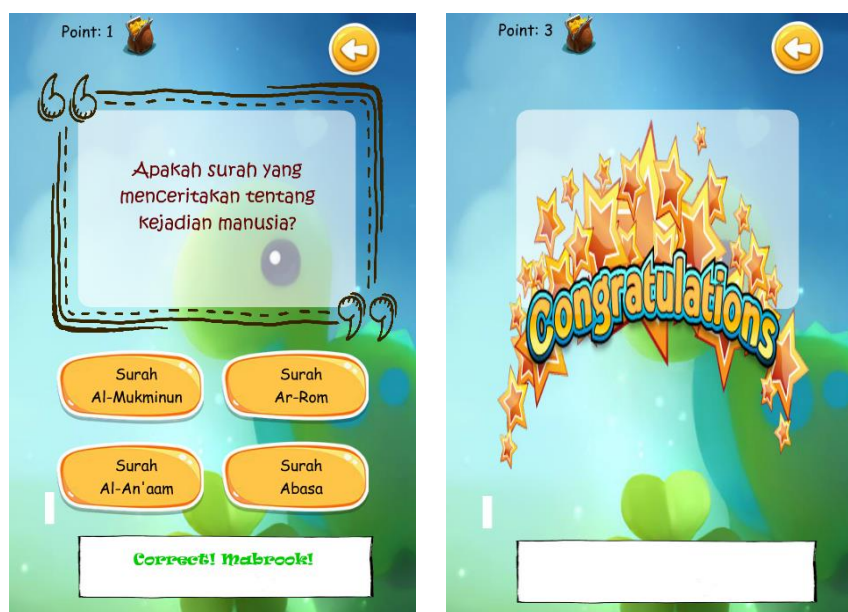 Point: 1
Apakah surah yang
menceritakan tentang
kejadian manusia?
Surah
Al-Mukminun
Surah
Ar-Rom
Surah
Al-An'aam
Surah
Abasa
Correct! Mabrook!
Point: 3
Congratulations